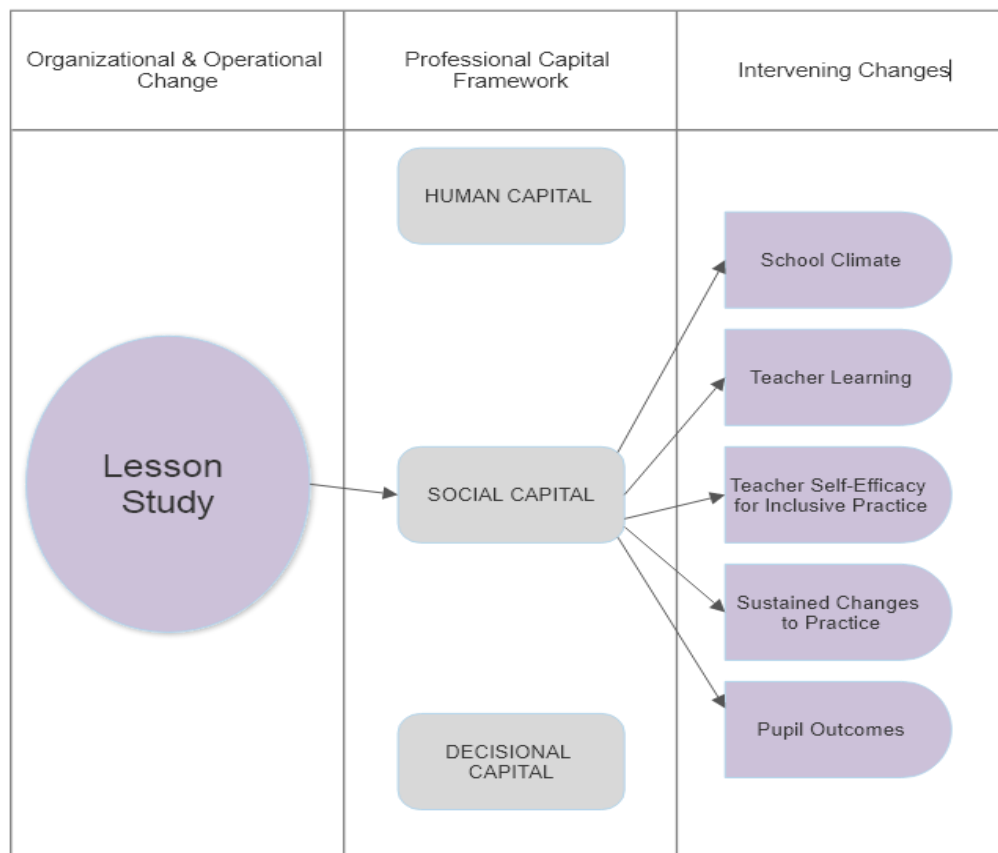 Organizational & Operational
Change
Professional Capital
Framework
Intervening Changes
HUMAN CAPITAL
School Climate
Teacher Learning
Lesson
Study
SOCIAL CAPITAL
Teacher Self-Efficacy
for Inclusive Practice
Sustained Changes
to Practice
Pupil Outcomes
DECISIONAL
CAPITAL